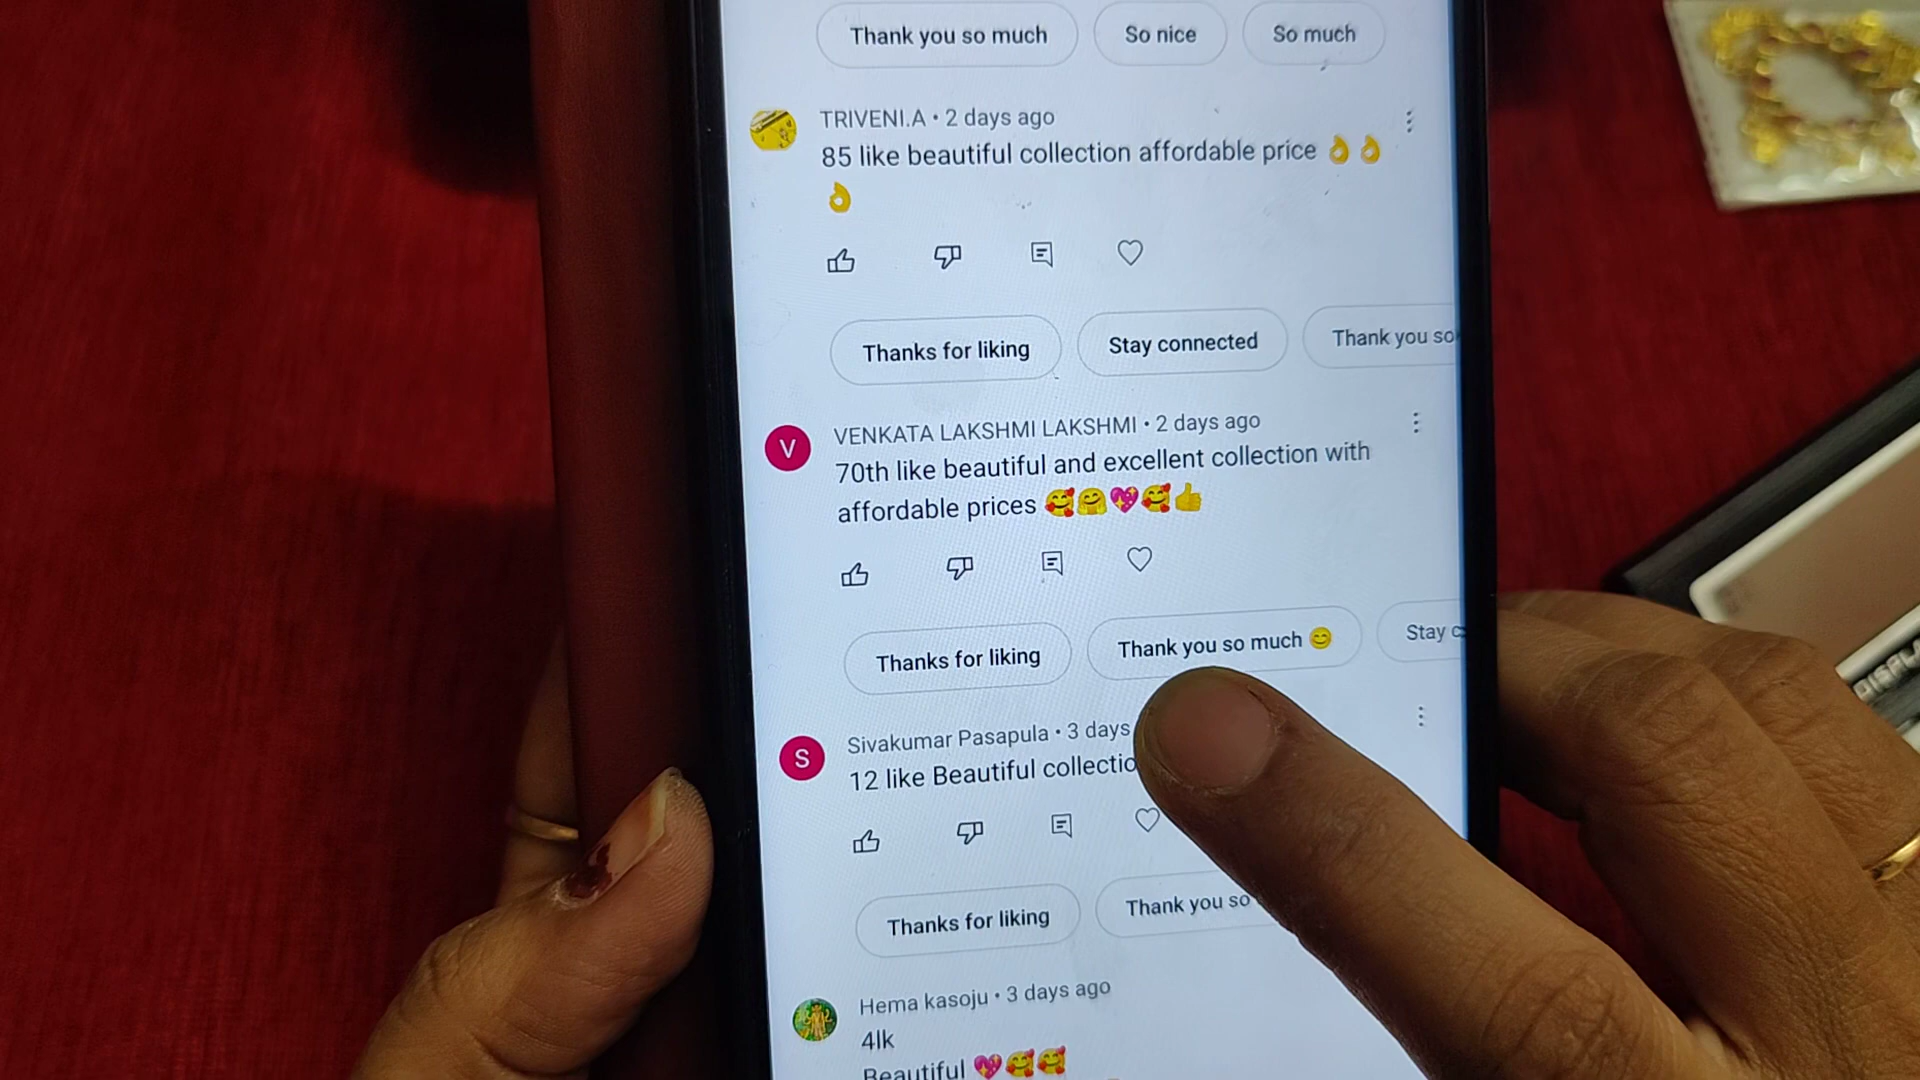 Thank you so much So nice So much
TRIVENI.A • 2 days ago
85 like beautiful collection affordable price 👌👌
👌
Thanks for liking Stay connected Thank you so
V
VENKATA LAKSHMI LAKSHMI • 2 days ago
70th like beautiful and excellent collection with
affordable prices 🥰🤗💖🥰👍
Thanks for liking Thank you so much 😊 Stay
S
Sivakumar Pasapula • 3 days
12 like Beautiful
Thanks for liking Thank you so
Hema kasoju • 3 days ago
4lk
Beautiful 💖🥰🥰